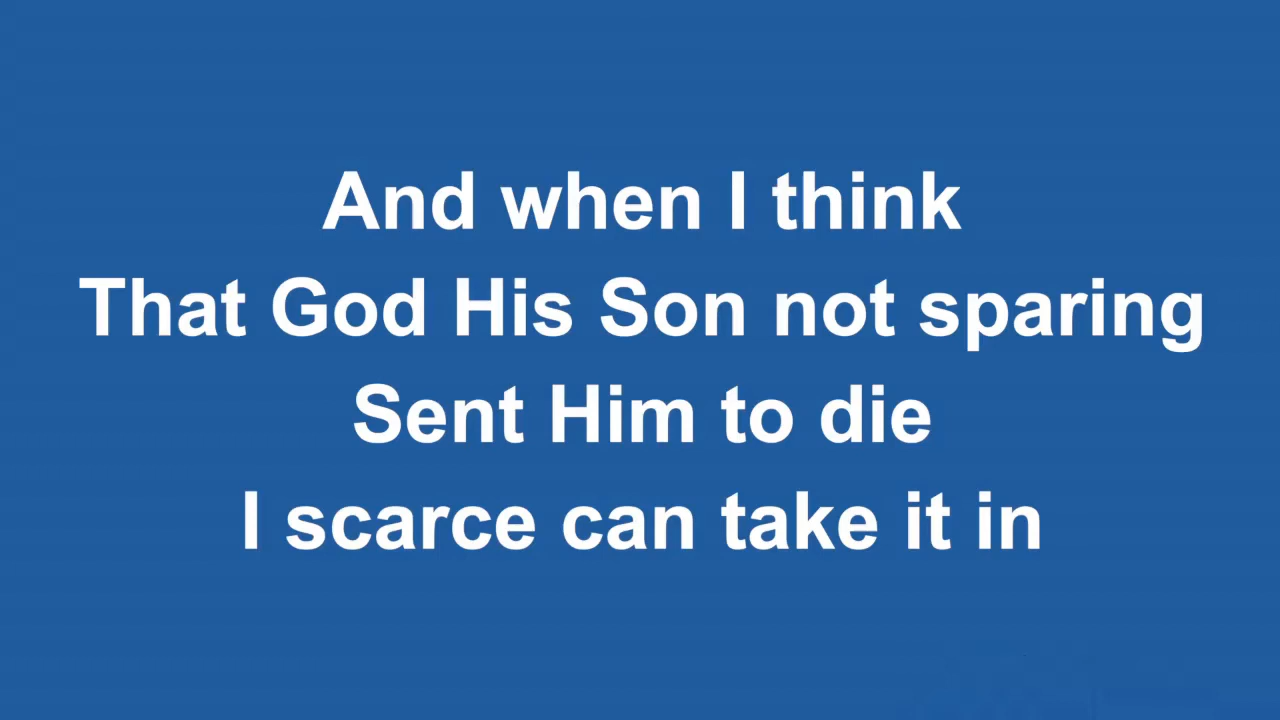 And when I think
That God His Son not sparing
Sent Him to die
I scarce can take it in